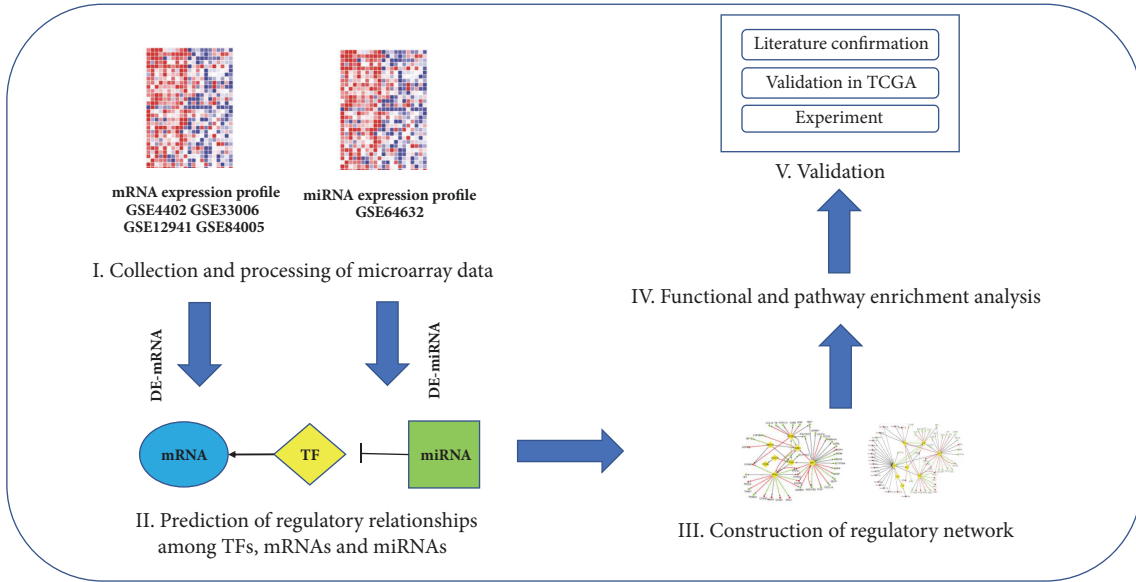 mRNA expression profile
GSE4402 GSE33006
GSE12941 GSE84005
miRNA expression profile
GSE64632
I. Collection and processing of microarray data
DE-mRNA
DE-miRNA
mRNA
TF
miRNA
II. Prediction of regulatory relationships
among TFs, mRNAs and miRNAs
III. Construction of regulatory network
IV. Functional and pathway enrichment analysis
V. Validation
Literature confirmation
Validation in TCGA
Experiment